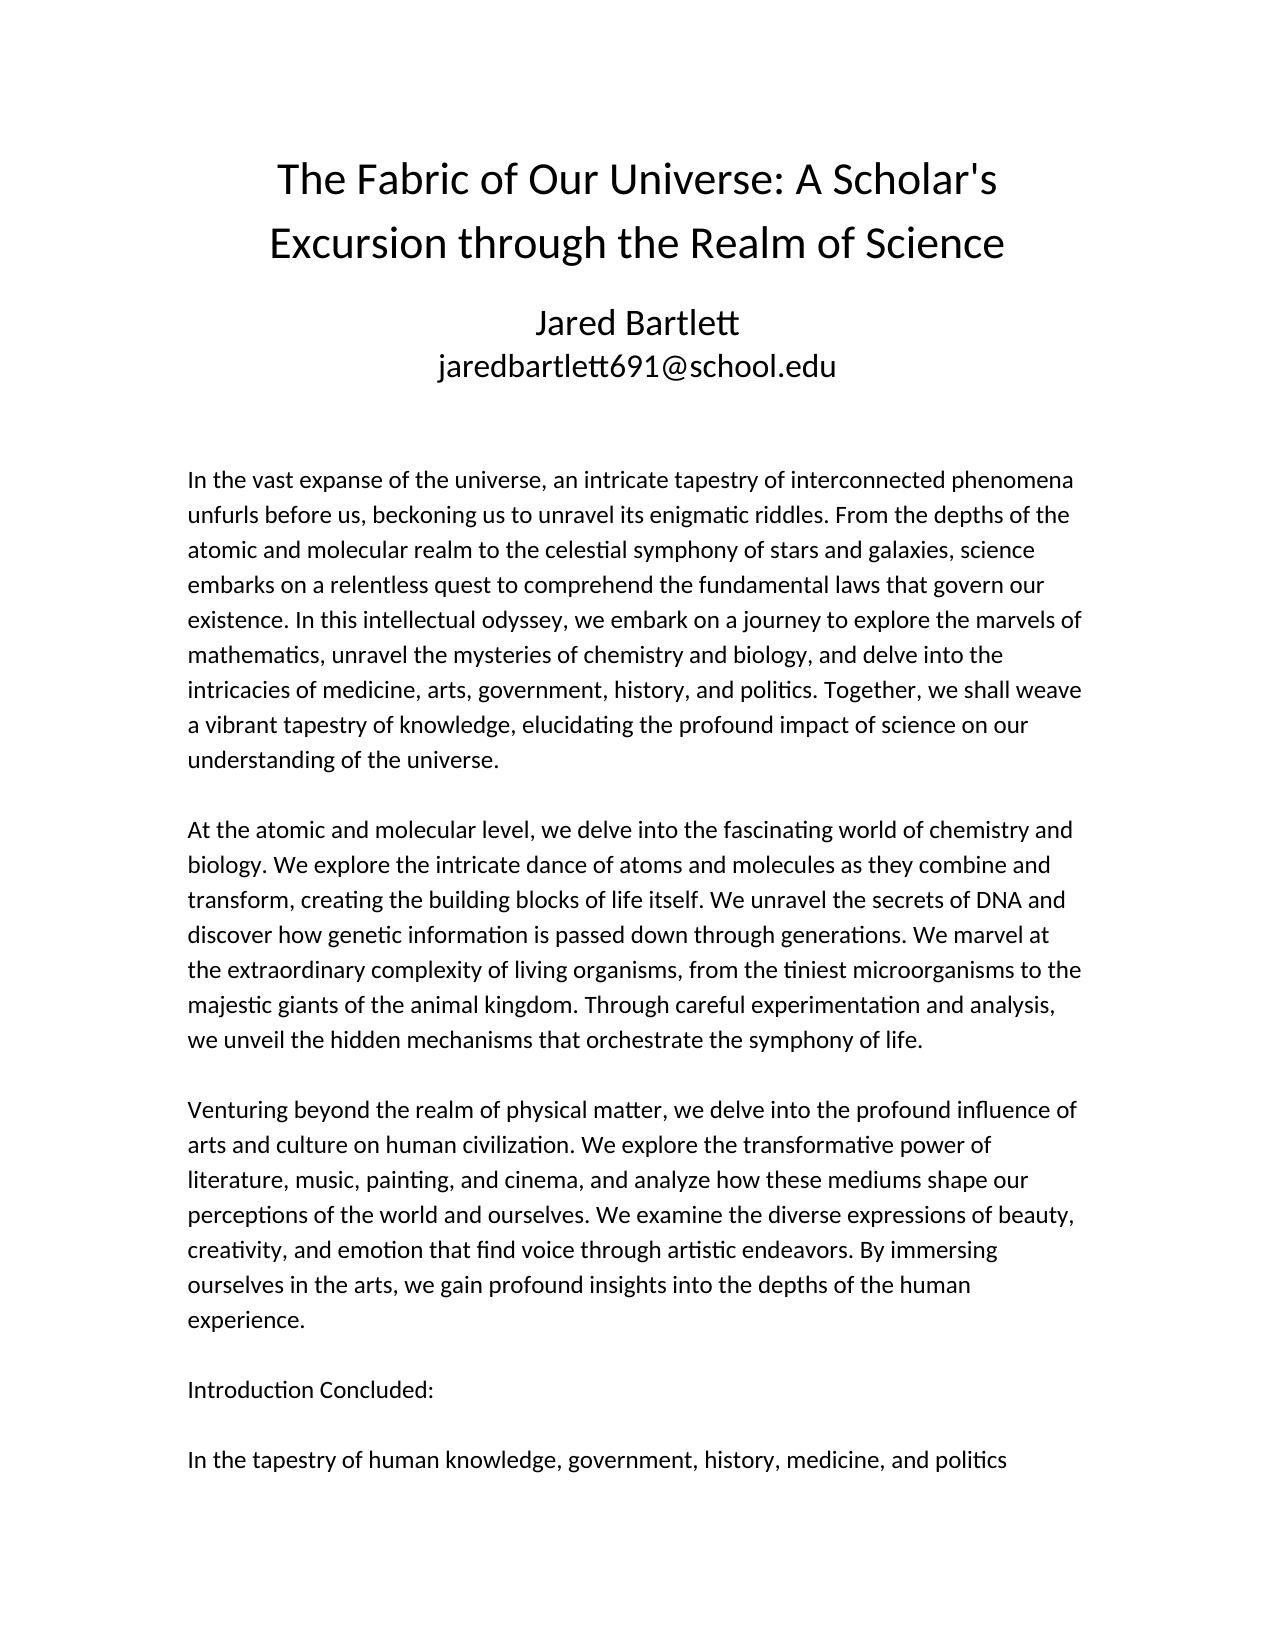 The Fabric of Our Universe: A Scholar's
Excursion through the Realm of Science
Jared Bartlett
jaredbartlett691@school.edu
In the vast expanse of the universe, an intricate tapestry of interconnected phenomena
unfurls before us, beckoning us to unravel its enigmatic riddles. From the depths of the
atomic and molecular realm to the celestial symphony of stars and galaxies, science
embarks on a relentless quest to comprehend the fundamental laws that govern our
existence. In this intellectual odyssey, we embark on a journey to explore the marvels of
mathematics, unravel the mysteries of chemistry and biology, and delve into the
intricacies of medicine, arts, government, history, and politics. Together, we shall weave
a vibrant tapestry of knowledge, elucidating the profound impact of science on our
understanding of the universe.
At the atomic and molecular level, we delve into the fascinating world of chemistry and
biology. We explore the intricate dance of atoms and molecules as they combine and
transform, creating the building blocks of life itself. We unravel the secrets of DNA and
discover how genetic information is passed down through generations. We marvel at
the extraordinary complexity of living organisms, from the tiniest microorganisms to the
majestic giants of the animal kingdom. Through careful experimentation and analysis,
we unveil the hidden mechanisms that orchestrate the symphony of life.
Venturing beyond the realm of physical matter, we delve into the profound influence of
arts and culture on human civilization. We explore the transformative power of
literature, music, painting, and cinema, and analyze how these mediums shape our
perceptions of the world and ourselves. We examine the diverse expressions of beauty,
creativity, and emotion that find voice through artistic endeavors. By immersing
ourselves in the arts, we gain profound insights into the depths of the human
experience.
Introduction Concluded:
In the tapestry of human knowledge, government, history, medicine, and politics